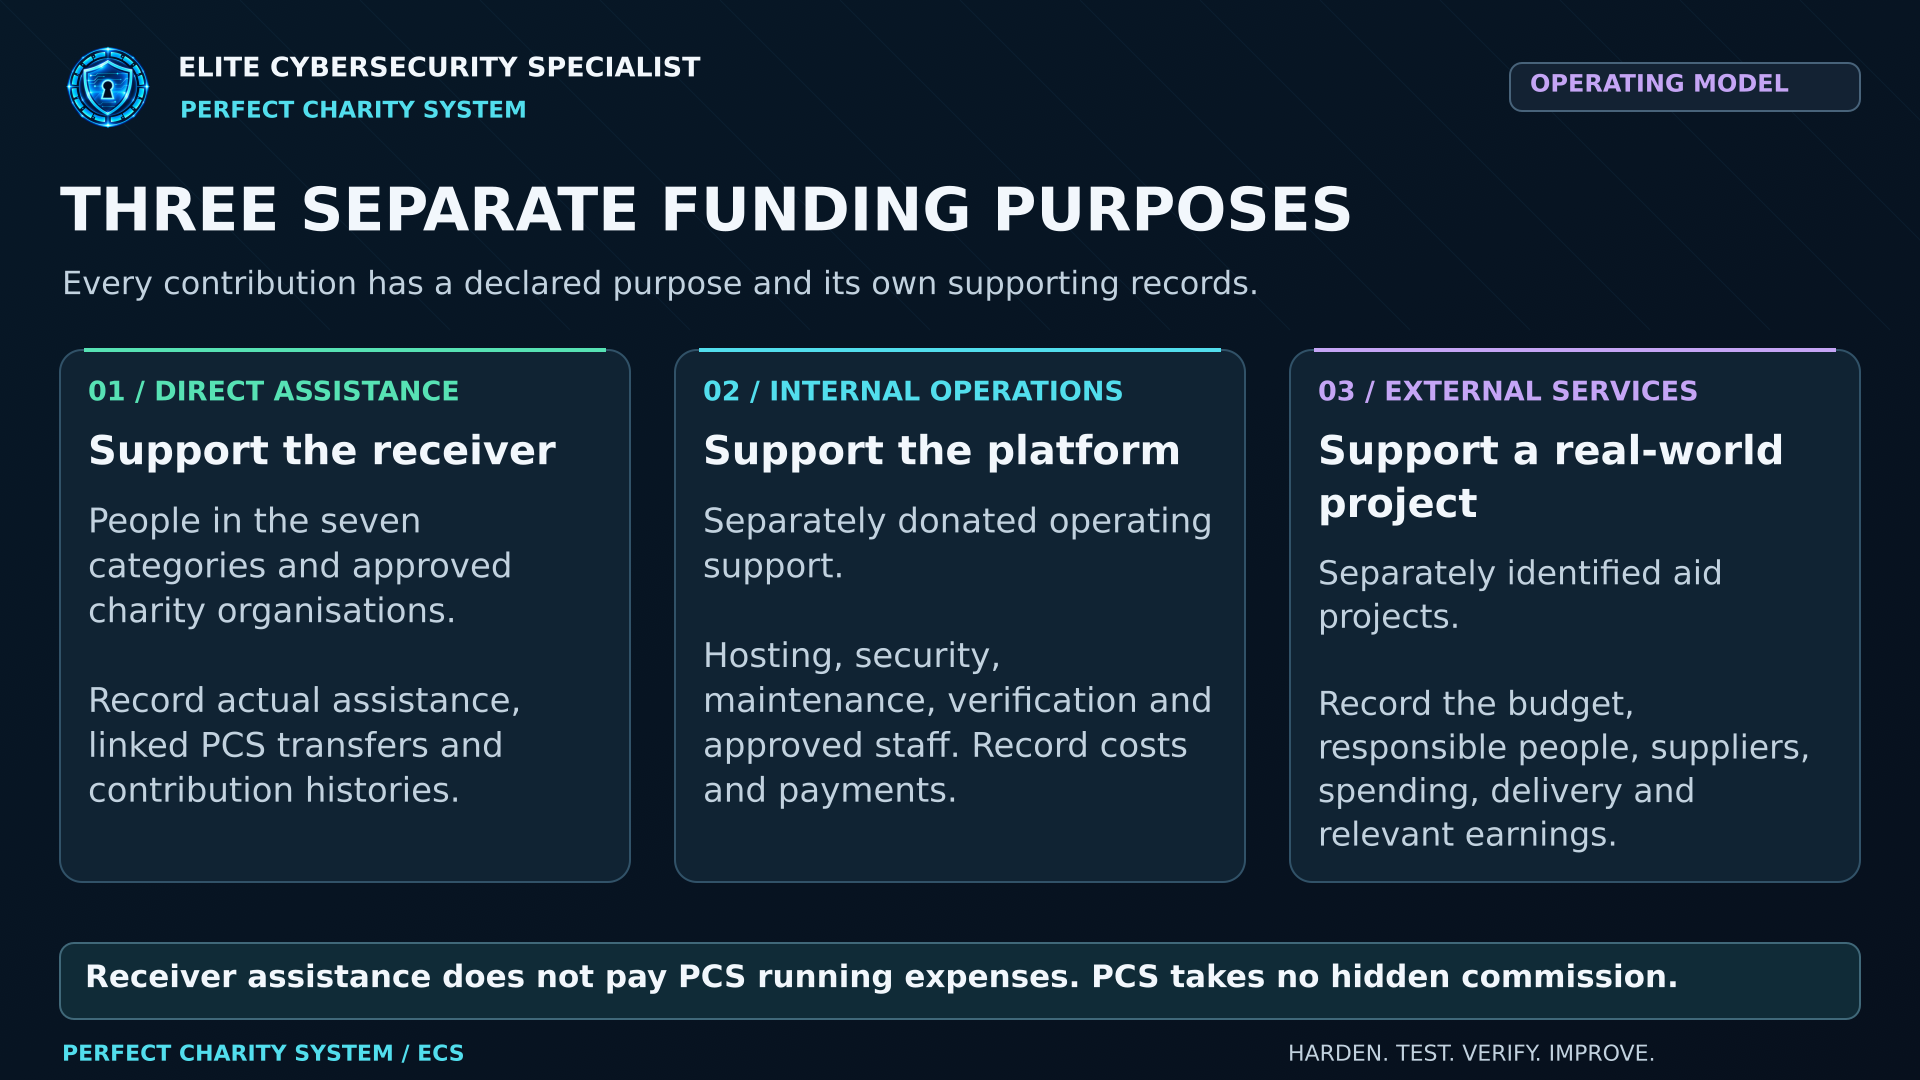 ELITE CYBERSECURITY SPECIALIST
PERFECT CHARITY SYSTEM
OPERATING MODEL
THREE SEPARATE FUNDING PURPOSES
Every contribution has a declared purpose and its own supporting records.
01 / DIRECT ASSISTANCE
Support the receiver
People in the seven
categories and approved
charity organisations.
Record actual assistance,
linked PCS transfers and
contribution histories.
02 / INTERNAL OPERATIONS
Support the platform
Separately donated operating
support.
Hosting, security,
maintenance, verification and
approved staff. Record costs
and payments.
03 / EXTERNAL SERVICES
Support a real-world
project
Separately identified aid
projects.
Record the budget,
responsible people, suppliers,
spending, delivery and
relevant earnings.
Receiver assistance does not pay PCS running expenses. PCS takes no hidden commission.
PERFECT CHARITY SYSTEM / ECS
HARDEN. TEST. VERIFY. IMPROVE.